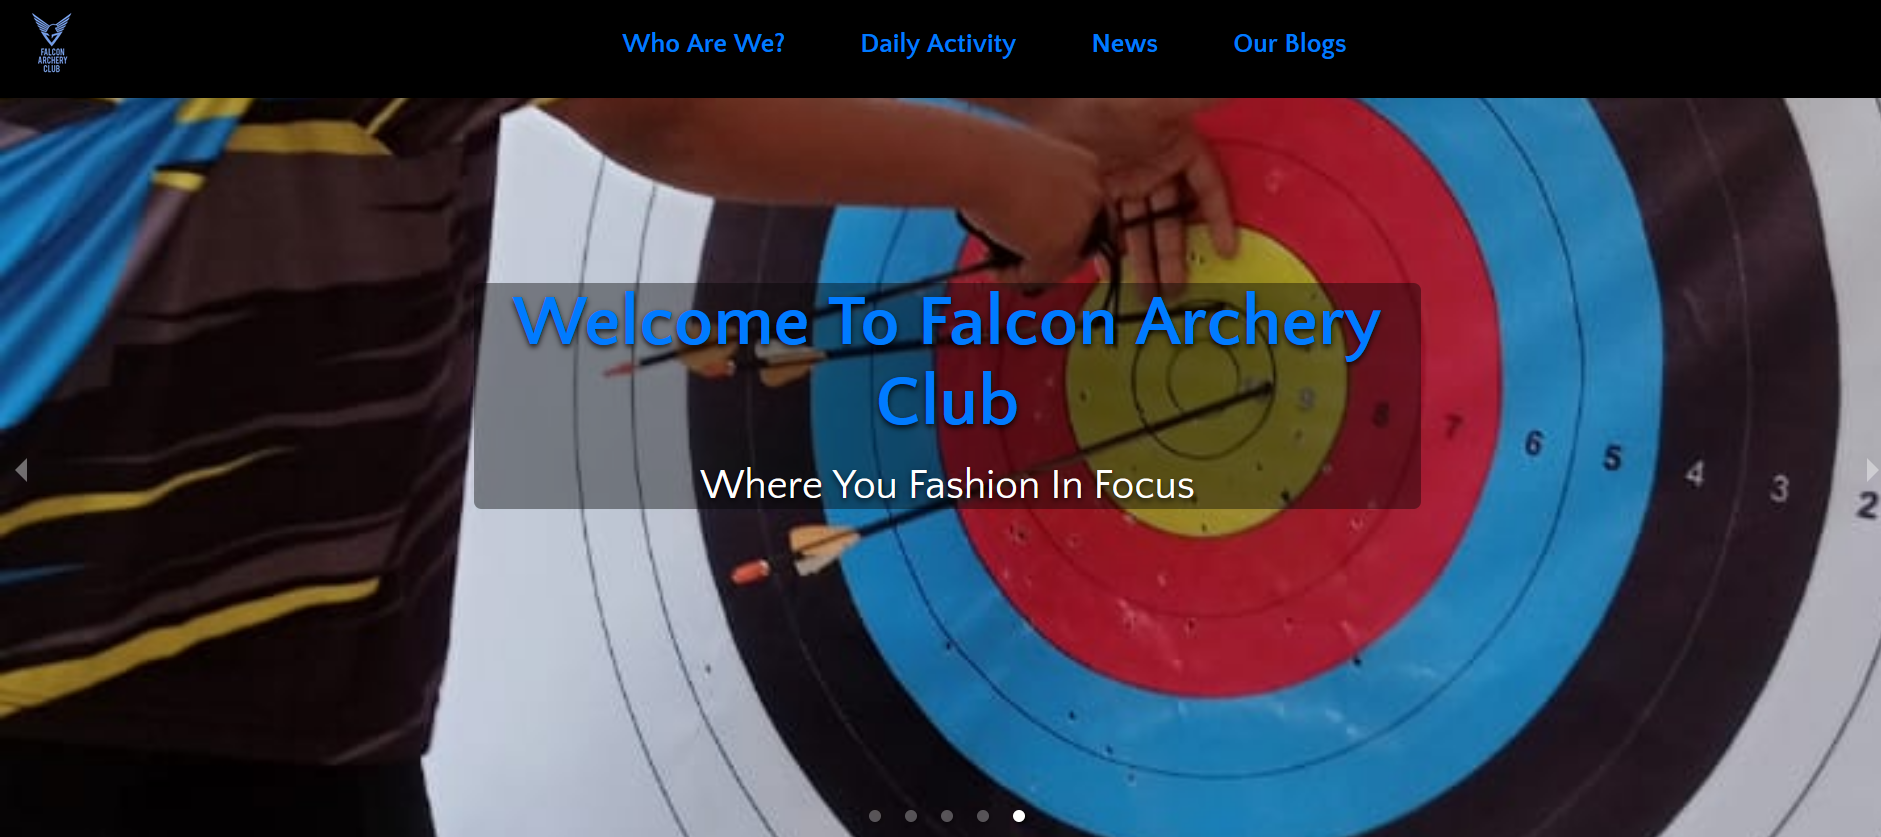 FALCON
ARCHERY
CLUB
Who Are We?
Daily Activity
News
Our Blogs
Welcome To Falcon Archery
Club
Where You Fashion In Focus
9
8
7
6
5
4
3
2